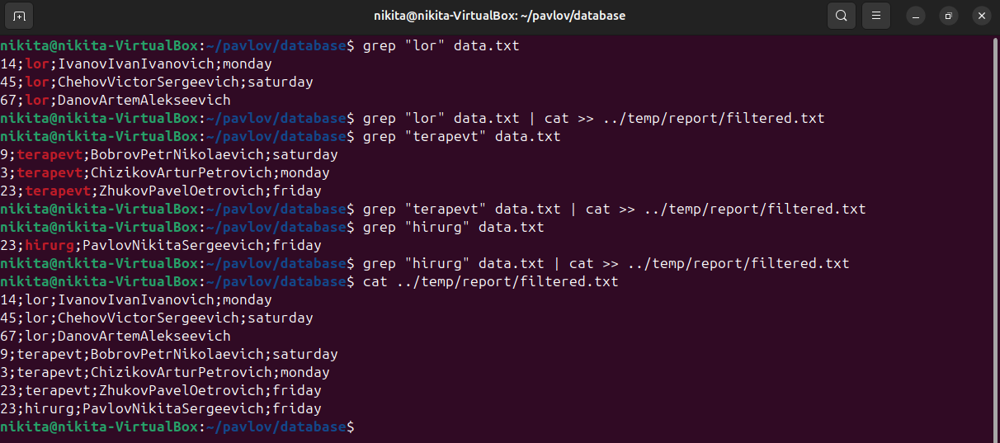 nikita@nikita-VirtualBox: ~/pavlov/database
nikita@nikita-VirtualBox:~/pavlov/database$ grep "lor" data.txt
14;lor;IvanovIvanIvanovich;monday
45;lor;ChehovVictorSergeevich;saturday
67;lor;DanovArtemAlekseevich
nikita@nikita-VirtualBox:~/pavlov/database$ grep "lor" data.txt | cat >> ../temp/report/filtered.txt
nikita@nikita-VirtualBox:~/pavlov/database$ grep "terapevt" data.txt
9;terapevt;BobrovPetrNikolaevich;saturday
3;terapevt;ChizikovArturPetrovich;monday
23;terapevt;ZhukovPavelOetrovich;friday
nikita@nikita-VirtualBox:~/pavlov/database$ grep "terapevt" data.txt | cat >> ../temp/report/filtered.txt
nikita@nikita-VirtualBox:~/pavlov/database$ grep "hirurg" data.txt
23;hirurg;PavlovNikitaSergeevich;friday
nikita@nikita-VirtualBox:~/pavlov/database$ grep "hirurg" data.txt | cat >> ../temp/report/filtered.txt
nikita@nikita-VirtualBox:~/pavlov/database$ cat ../temp/report/filtered.txt
14;lor;IvanovIvanIvanovich;monday
45;lor;ChehovVictorSergeevich;saturday
67;lor;DanovArtemAlekseevich
9;terapevt;BobrovPetrNikolaevich;saturday
3;terapevt;ChizikovArturPetrovich;monday
23;terapevt;ZhukovPavelOetrovich;friday
23;hirurg;PavlovNikitaSergeevich;friday
nikita@nikita-VirtualBox:~/pavlov/database$